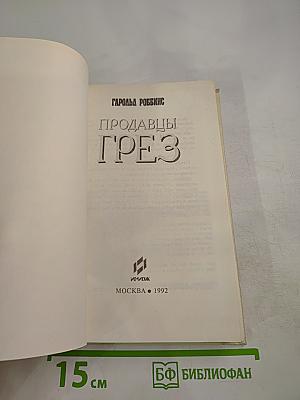 ГАРОЛЬД РОББИНС
ПРОДАВЦЫ
ГРЕЗ
МОСКВА • 1992
15 см
БФ БИБЛИОФАН